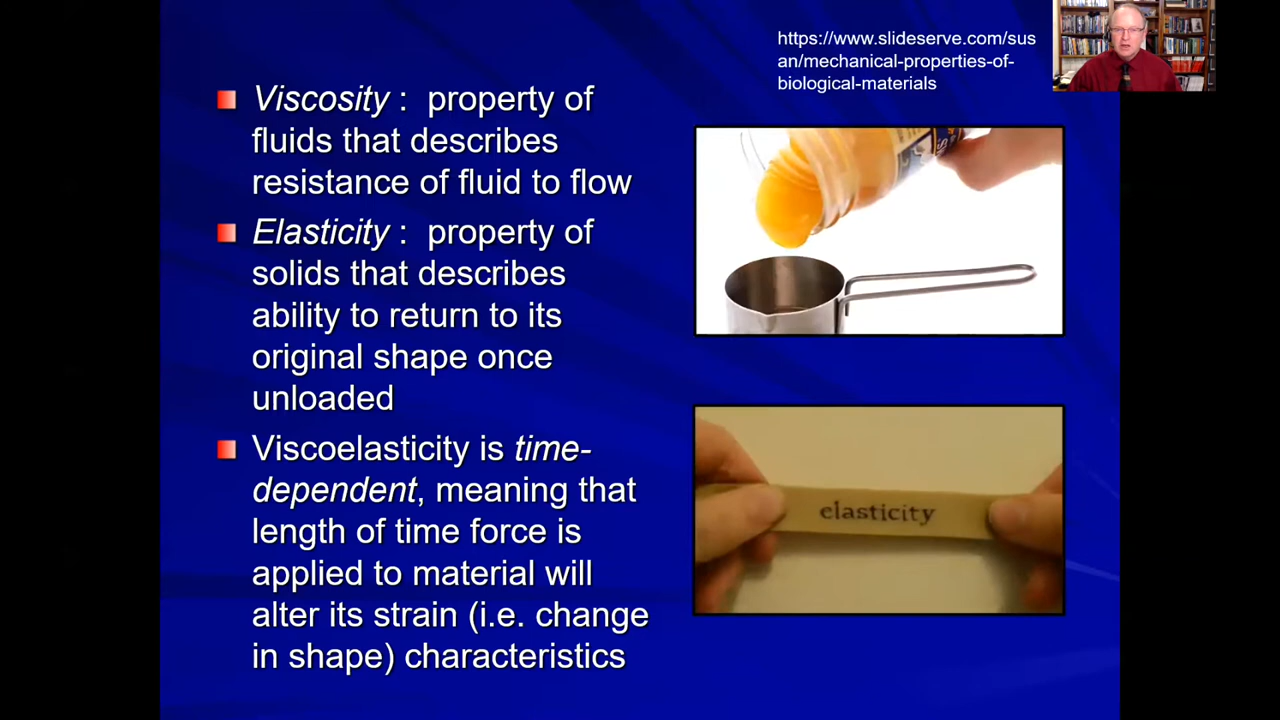 https://www.slideserve.com/sus
an/mechanical-properties-of-
biological-materials
Viscosity : property of
fluids that describes
resistance of fluid to flow
Elasticity : property of
solids that describes
ability to return to its
original shape once
unloaded
Viscoelasticity is time-
dependent, meaning that
length of time force is
applied to material will
alter its strain (i.e. change
in shape) characteristics
elasticity